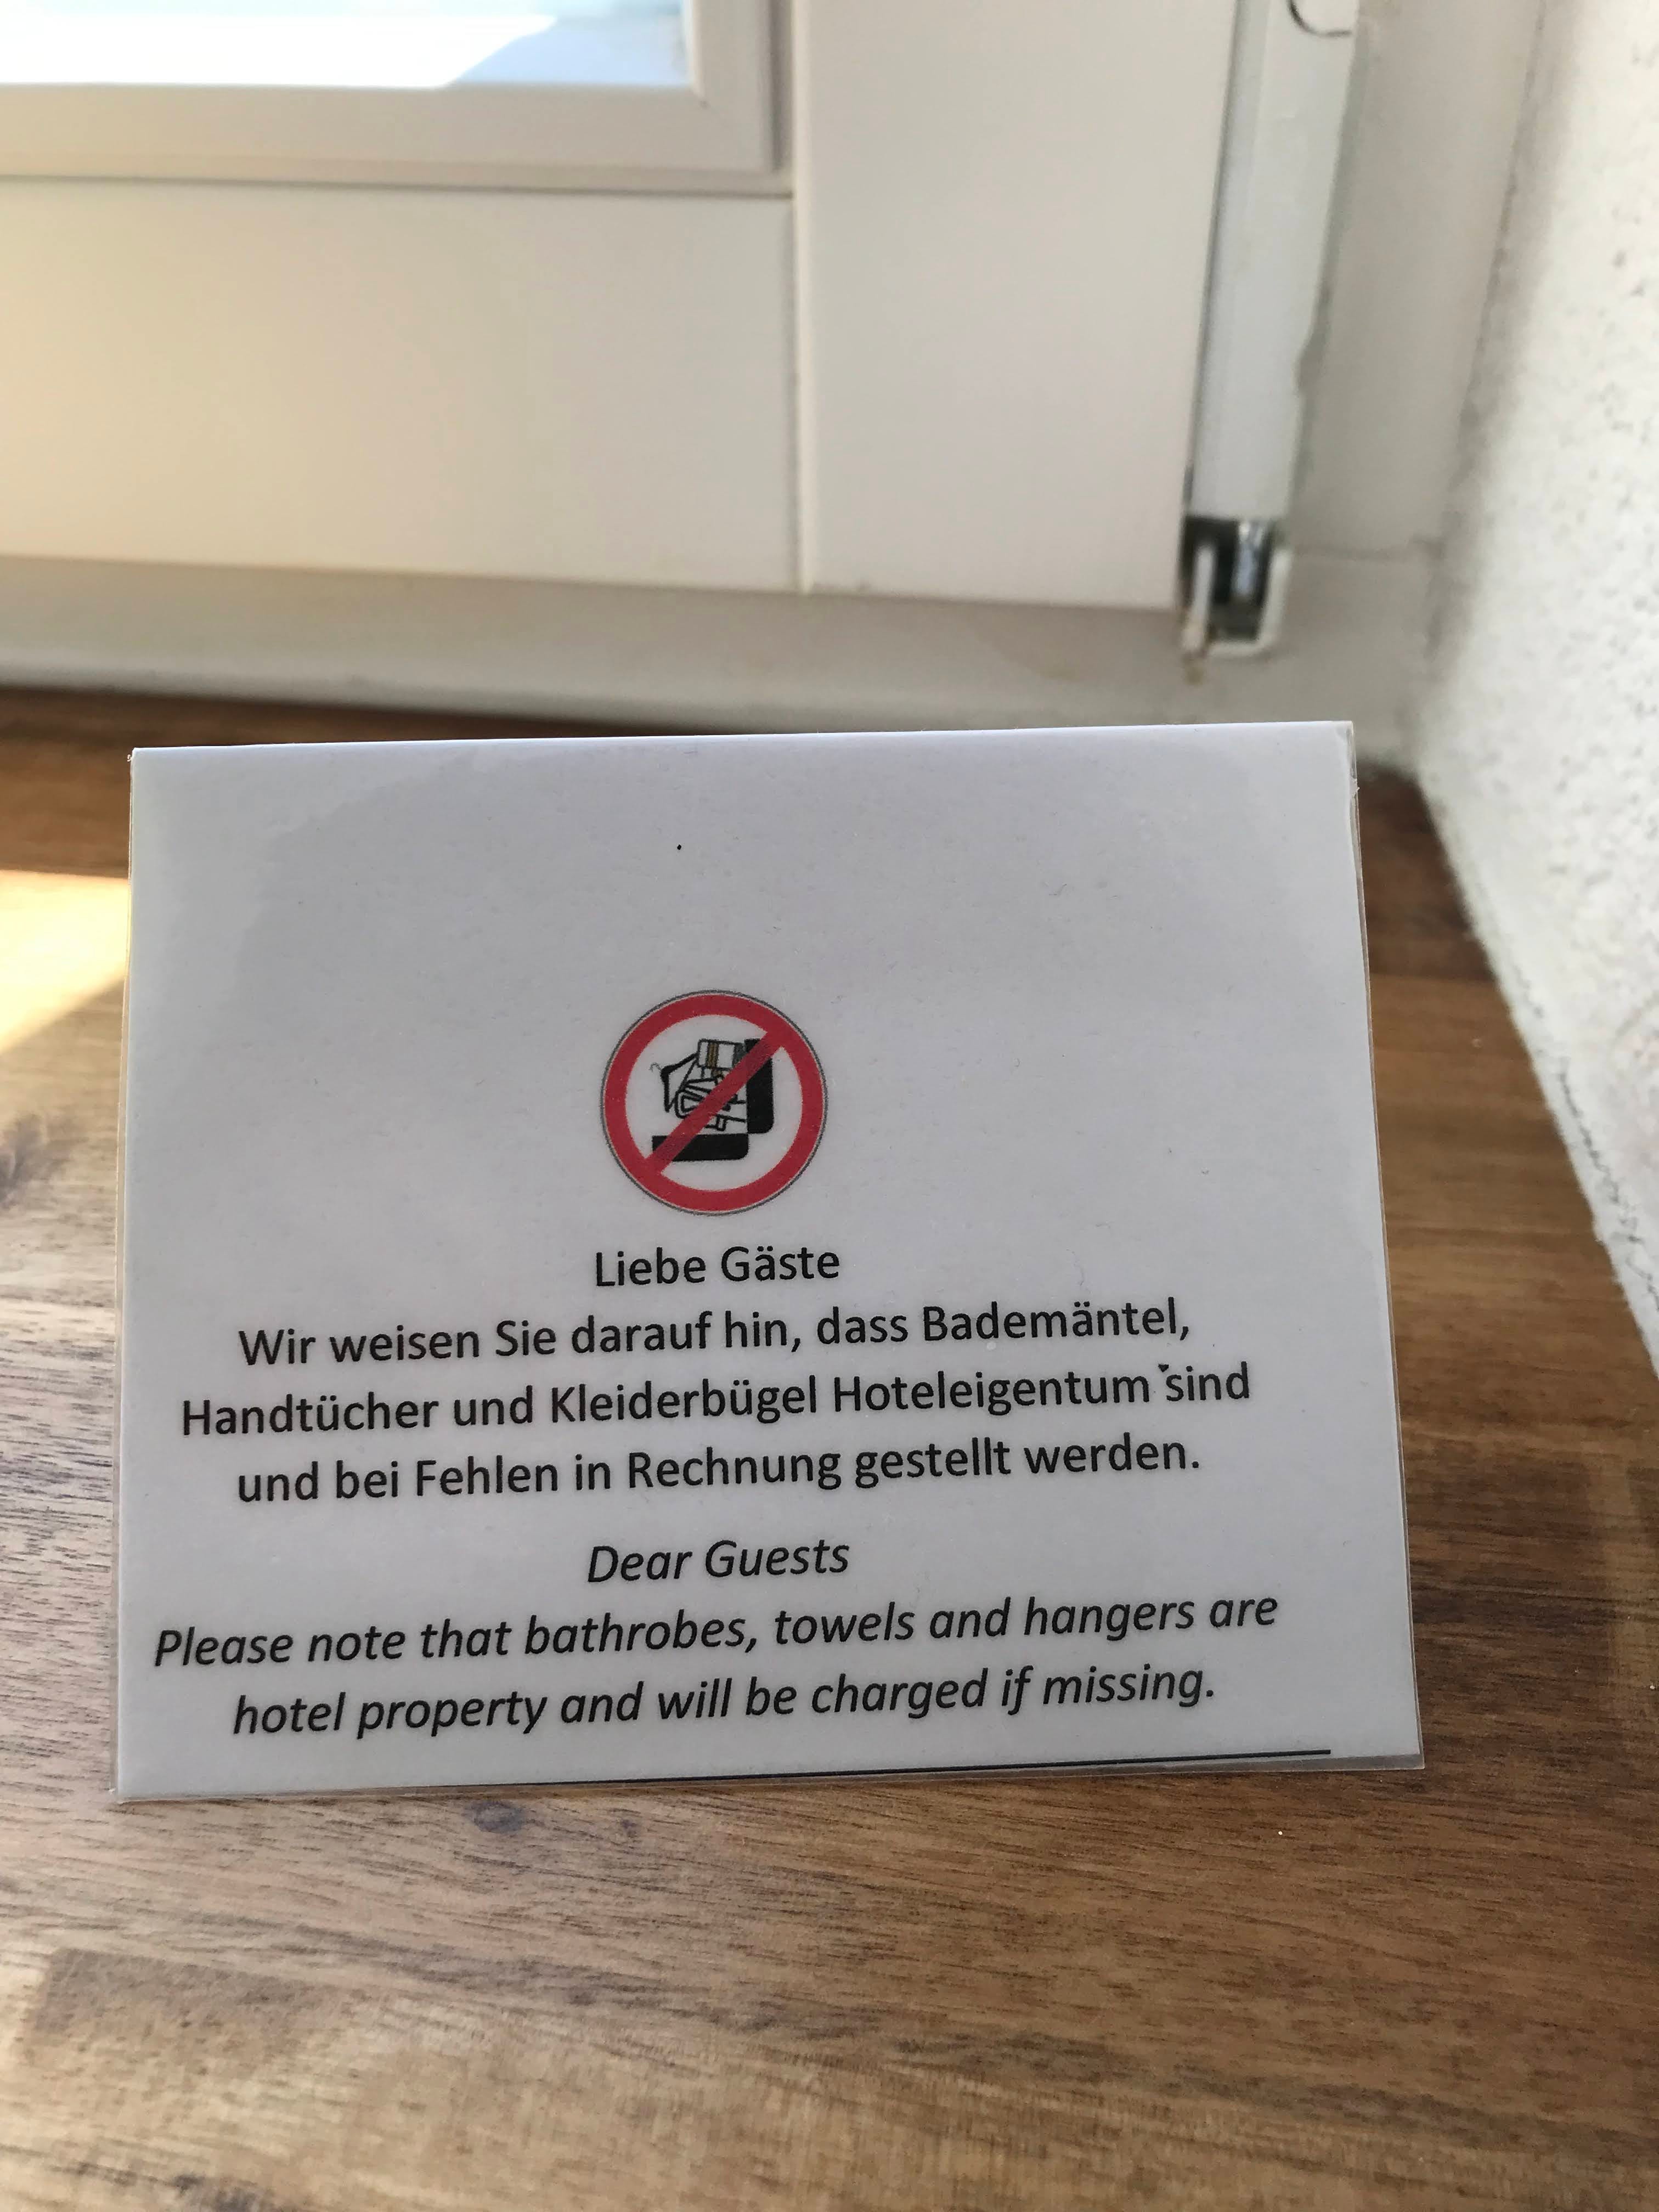 Liebe Gäste
Wir weisen Sie darauf hin, dass Bademäntel,
Handtücher und Kleiderbügel Hoteleigentum sind
und bei Fehlen in Rechnung gestellt werden.
Dear Guests
Please note that bathrobes, towels and hangers are
hotel property and will be charged if missing.